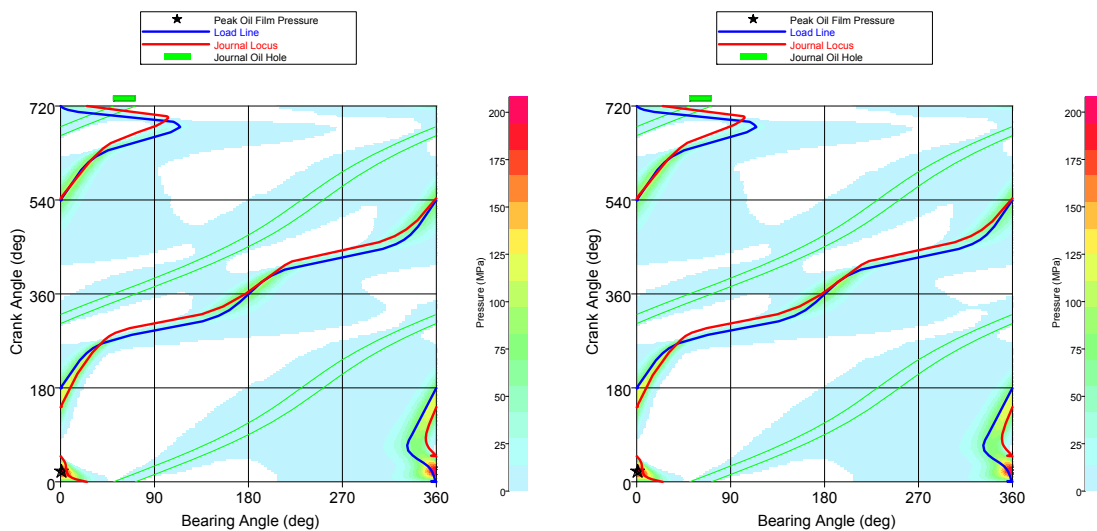 Peak Oil Film Pressure
Load Line
Journal Locus
Journal Oil Hole
720
540
360
180
0
0
90
180
270
360
Crank Angle (deg)
Bearing Angle (deg)
200
175
150
125
100
75
50
25
0
Pressure (MPa)
Peak Oil Film Pressure
Load Line
Journal Locus
Journal Oil Hole
720
540
360
180
0
0
90
180
270
360
Crank Angle (deg)
Bearing Angle (deg)
200
175
150
125
100
75
50
25
0
Pressure (MPa)